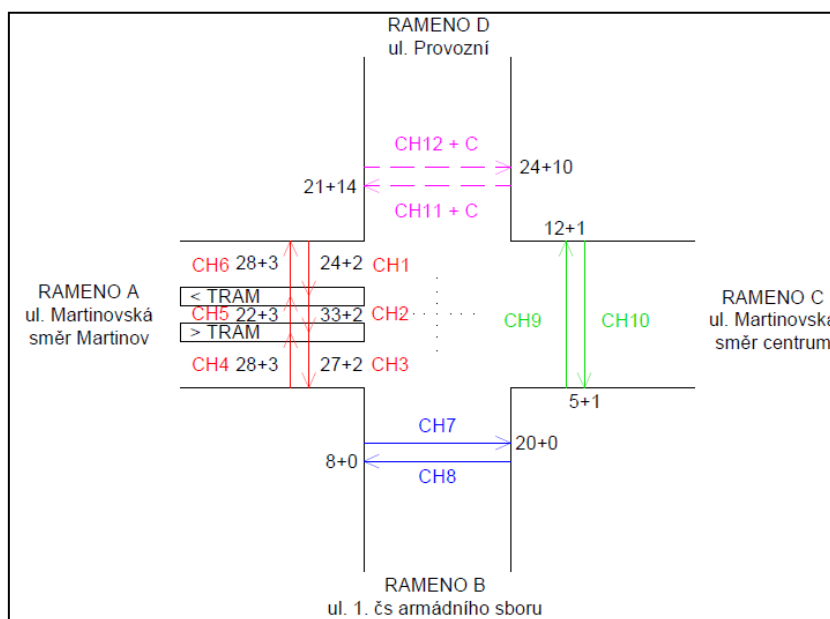 RAMENO D
ul. Provozní
CH12 + C
24+10
21+14
CH11 + C
12+1
CH6 28+3 24+2 CH1
< TRAM
RAMENO A
ul. Martinovská
směr Martinov
CH5 22+3 33+2 CH2
> TRAM
CH4 28+3 27+2 CH3
CH9
CH10
RAMENO C
ul. Martinovská
směr centrum
5+1
CH7
20+0
8+0
CH8
RAMENO B
ul. 1. čs armádního sboru